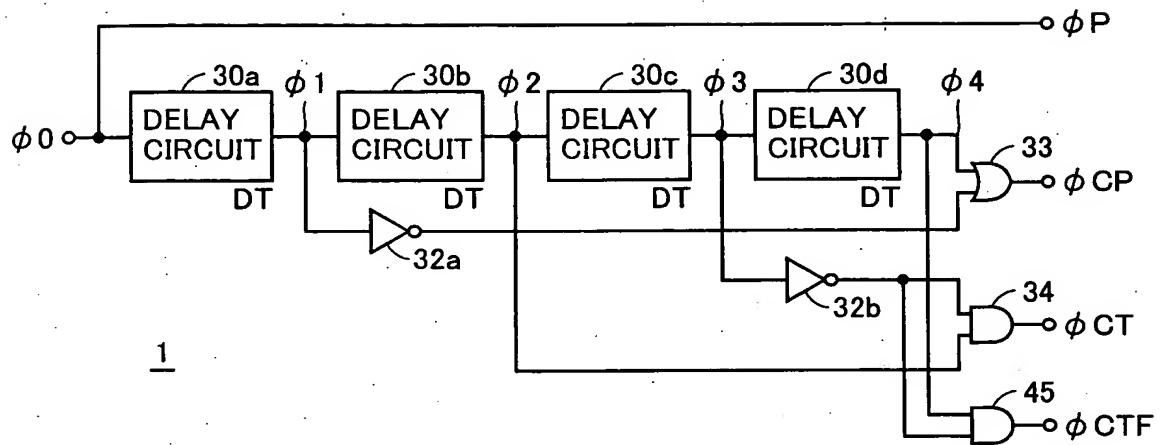 φP
30a
φ1
30b
φ2
30c
φ3
30d
φ4
φ0
DELAY
CIRCUIT
DELAY
CIRCUIT
DELAY
CIRCUIT
DELAY
CIRCUIT
DT
DT
DT
DT
33
φCP
32a
32b
34
φCT
1
45
φCTF